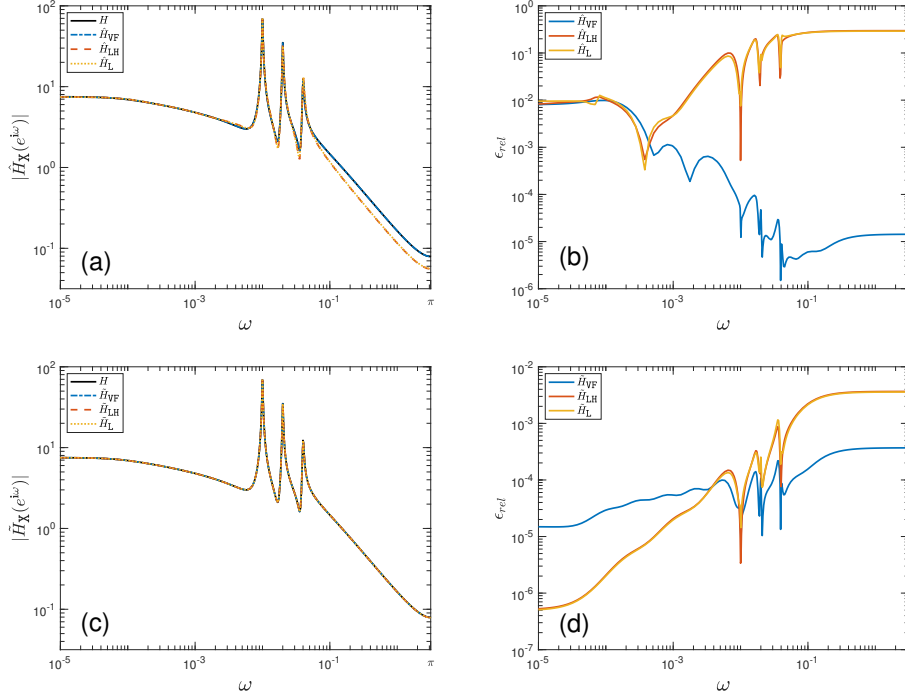 10^2
10^1
10^0
10^-1
|Ĥ_X(e^{iω})|
H
Ĥ_VF
Ĥ_LH
Ĥ_L
(a)
10^-5
10^-3
10^-1
π
ω
10^0
10^-1
10^-2
10^-3
10^-4
10^-5
10^-6
ϵ_rel
Ĥ_VF
Ĥ_LH
Ĥ_L
(b)
10^-5
10^-3
10^-1
ω
10^2
10^1
10^0
10^-1
|H̃_X(e^{iω})|
H
H̃_VF
H̃_LH
H̃_L
(c)
10^-5
10^-3
10^-1
π
ω
10^-2
10^-3
10^-4
10^-5
10^-6
10^-7
ϵ_rel
H̃_VF
H̃_LH
H̃_L
(d)
10^-5
10^-3
10^-1
ω